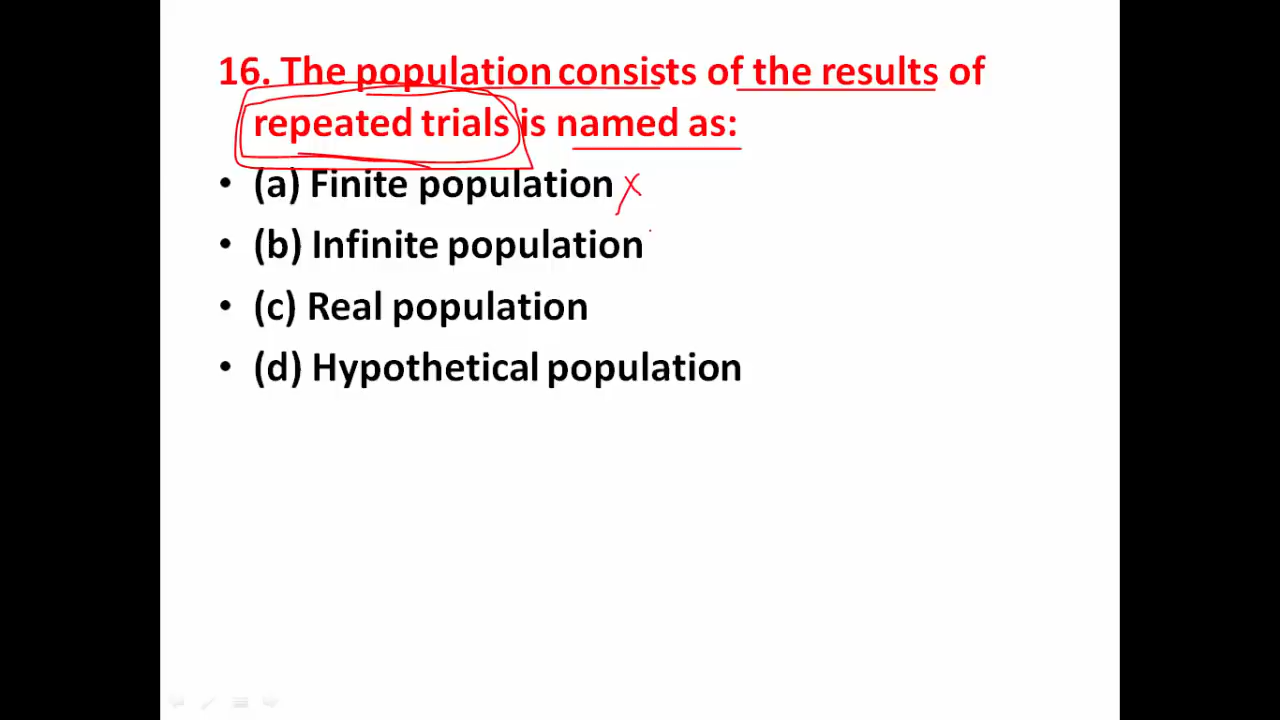 16. The population consists of the results of
repeated trials is named as:
• (a) Finite population x
• (b) Infinite population
• (c) Real population
• (d) Hypothetical population